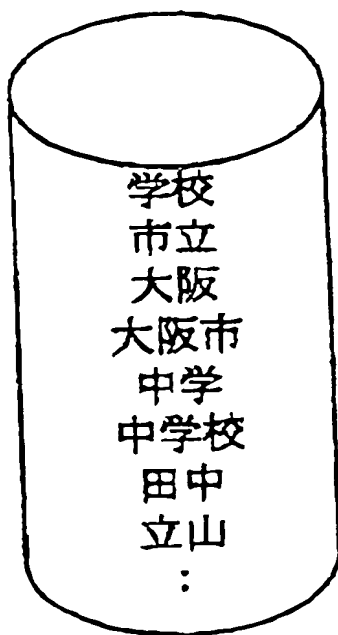 学校
市立
大阪
大阪市
中学
中学校
田中
立山
: